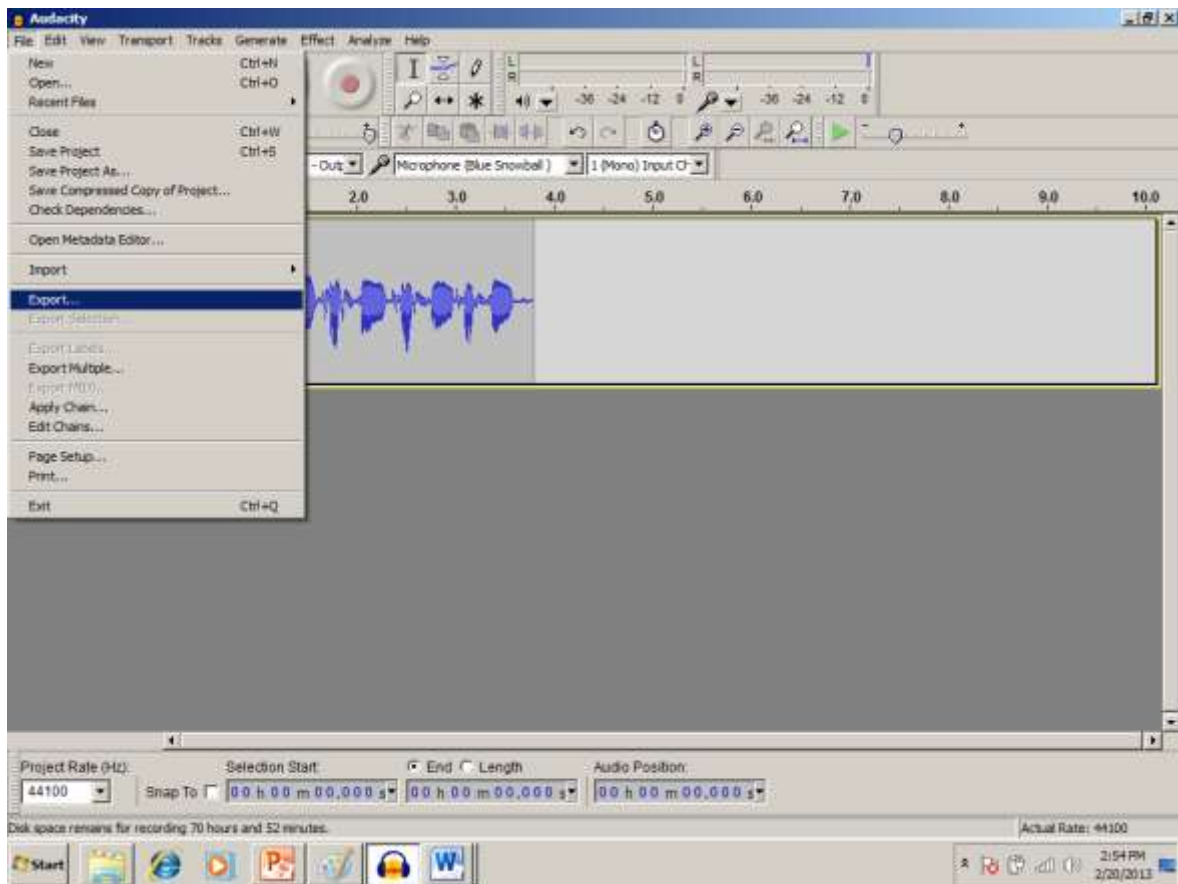 Audacity
File Edit View Transport Tracks Generate Effect Analyze Help
New Ctrl+N
Open... Ctrl+O
Recent Files
Close Ctrl+W
Save Project Ctrl+S
Save Project As...
Save Compressed Copy of Project...
Check Dependencies...
Open Metadata Editor...
Import
Export...
Export Selection...
Export Labels...
Export Multiple...
Export MIDI...
Apply Chain...
Edit Chains...
Page Setup...
Print...
Exit Ctrl+Q
L L
R R
-36 -24 -12 0 -36 -24 -12 0
- Out Microphone (Blue Snowball) 1 (Mono) Input Ch
2.0 3.0 4.0 5.0 6.0 7.0 8.0 9.0 10.0
Project Rate (Hz): Selection Start: End Length Audio Position:
44100 Snap To 00 h 00 m 00.000 s 00 h 00 m 00.000 s 00 h 00 m 00.000 s
Disk space remains for recording 70 hours and 52 minutes. Actual Rate: 44100
Start 2:54 PM
2/20/2013